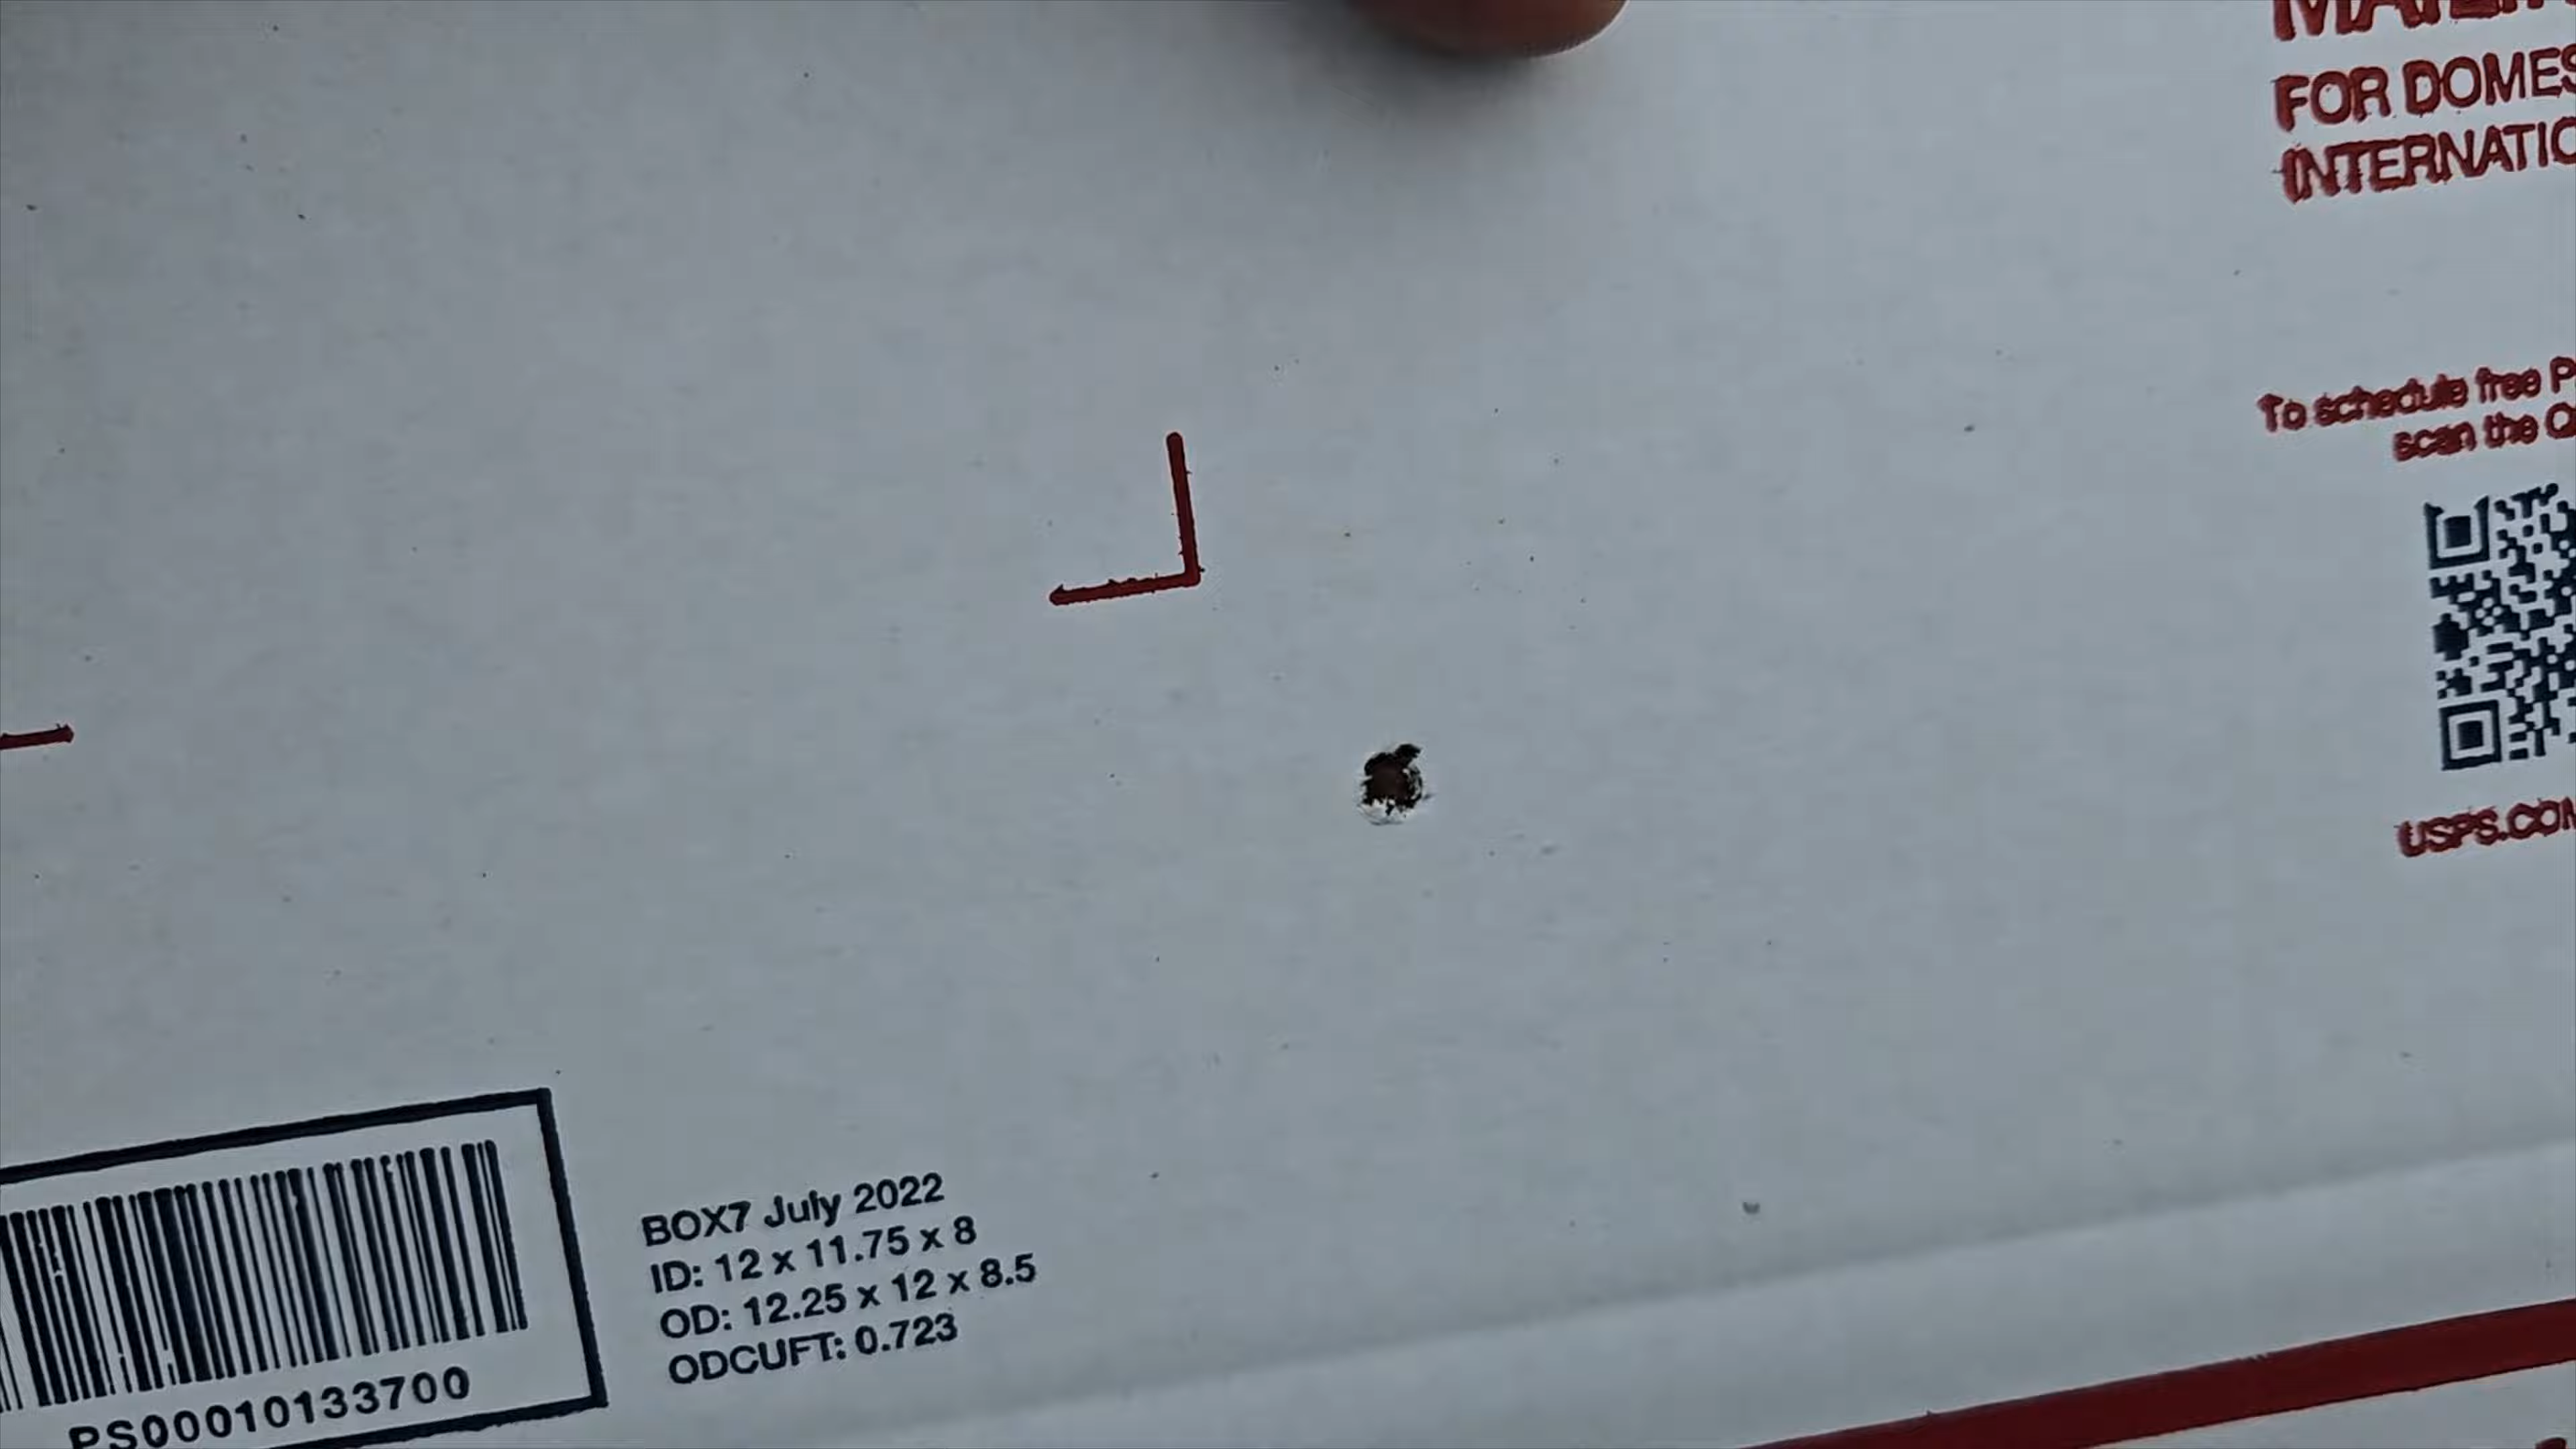 FOR DOMES
INTERNATIO
To schedule free P
scan the Q
USPS.COM
BOX7 July 2022
ID: 12 x 11.75 x 8
OD: 12.25 x 12 x 8.5
ODCUFT: 0.723
PS00010133700